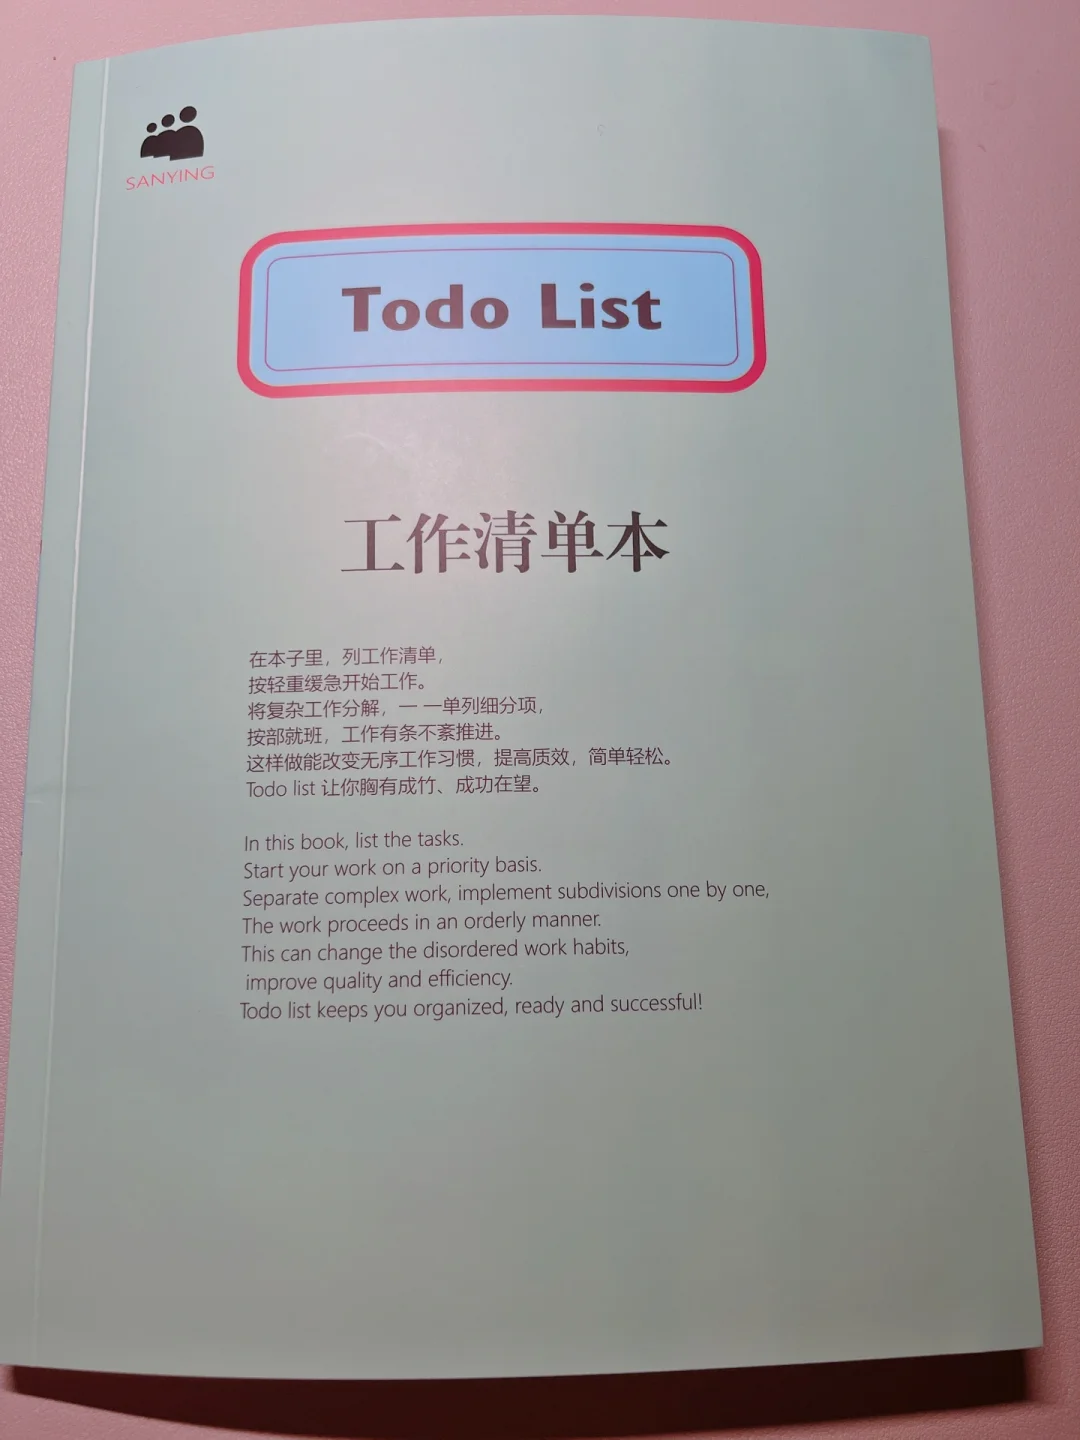 SANYING
Todo List
工作清单本
在本子里，列工作清单，
按轻重缓急开始工作。
将复杂工作分解，一 一单列细分项，
按部就班，工作有条不紊推进。
这样做能改变无序工作习惯，提高质效，简单轻松。
Todo list 让你胸有成竹、成功在望。
In this book, list the tasks.
Start your work on a priority basis.
Separate complex work, implement subdivisions one by one,
The work proceeds in an orderly manner.
This can change the disordered work habits,
improve quality and efficiency.
Todo list keeps you organized, ready and successful!